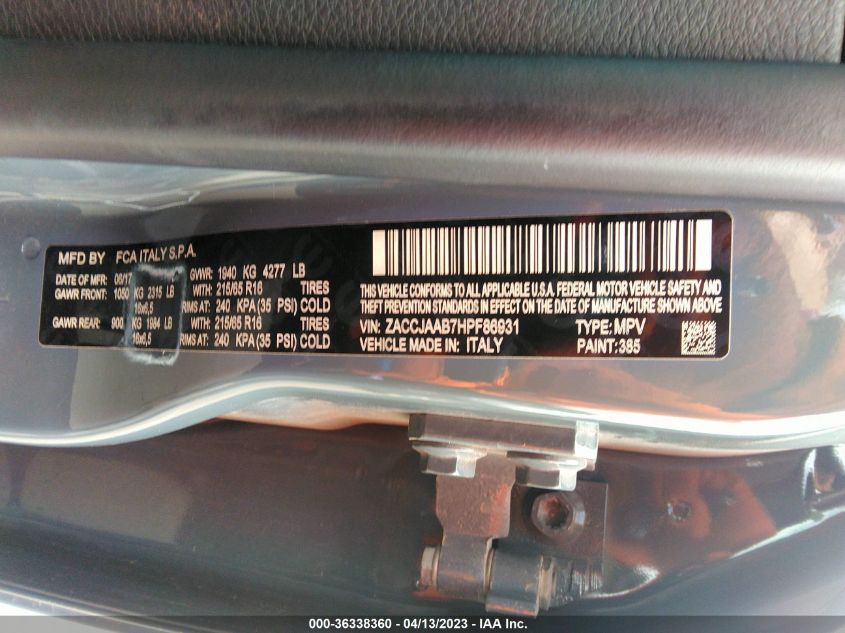 MFD BY FCA ITALY S.P.A.
DATE OF MFR: 06/17 GVWR: 1940 KG 4277 LB
GAWR FRONT: 1050 KG 2315 LB WITH: 215/65 R16 TIRES
16x6,5 RIMS AT: 240 KPA(35 PSI) COLD
GAWR REAR: 900 KG 1984 LB WITH: 215/65 R16 TIRES
16x6,5 RIMS AT: 240 KPA(35 PSI) COLD
THIS VEHICLE CONFORMS TO ALL APPLICABLE U.S.A. FEDERAL MOTOR VEHICLE SAFETY AND
THEFT PREVENTION STANDARDS IN EFFECT ON THE DATE OF MANUFACTURE SHOWN ABOVE
VIN: ZACCJAAB7HPF86931 TYPE: MPV
VEHICLE MADE IN: ITALY PAINT: 385
000-36338360 - 04/13/2023 - IAA Inc.